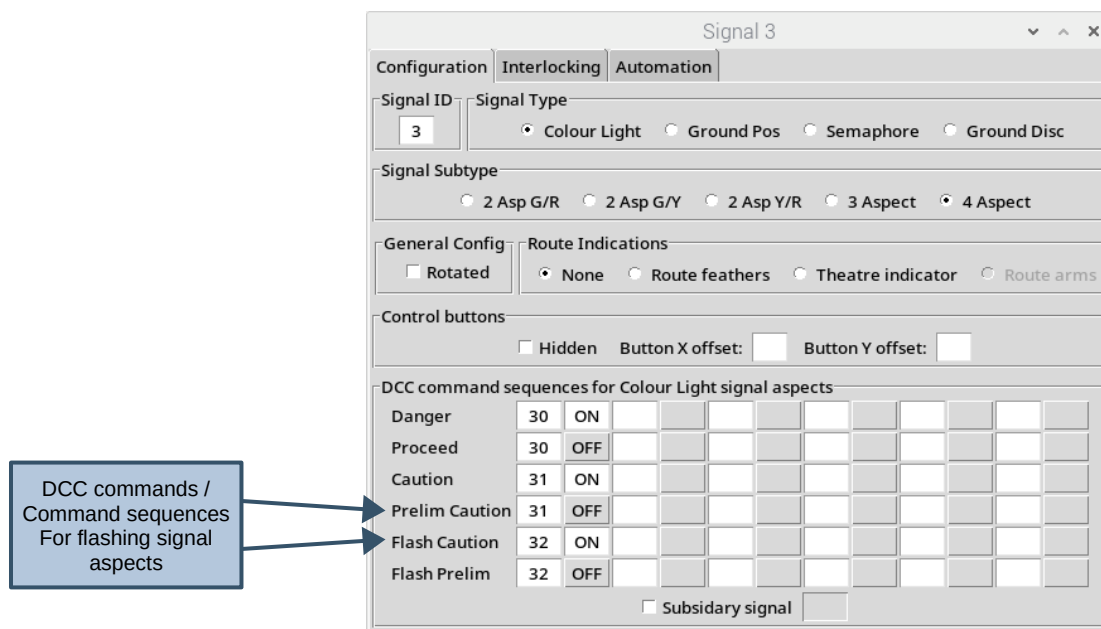 Signal 3
Configuration Interlocking Automation
Signal ID Signal Type
3 Colour Light Ground Pos Semaphore Ground Disc
Signal Subtype
2 Asp G/R 2 Asp G/Y 2 Asp Y/R 3 Aspect 4 Aspect
General Config Route Indications
Rotated None Route feathers Theatre indicator Route arms
Control buttons
Hidden Button X offset: Button Y offset:
DCC command sequences for Colour Light signal aspects
Danger 30 ON
Proceed 30 OFF
Caution 31 ON
Prelim Caution 31 OFF
Flash Caution 32 ON
Flash Prelim 32 OFF
Subsidary signal
DCC commands /
Command sequences
For flashing signal
aspects